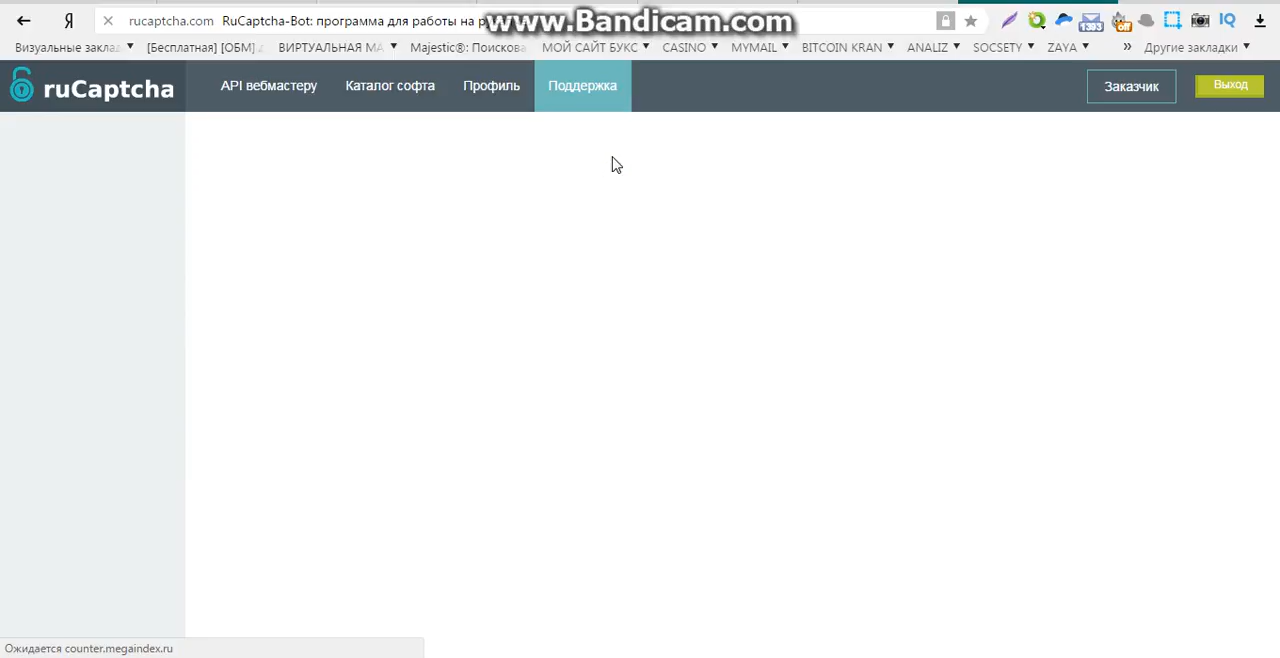 Я rucaptcha.com RuCaptcha-Bot: программа для работы на р
www.Bandicam.com
Визуальные заклад [Бесплатная] [ОБМ] ВИРТУАЛЬНАЯ МА Majestic®: Поискова МОЙ САЙТ БУКС CASINO MYMAIL BITCOIN KRAN ANALIZ SOCSETY ZAYA » Другие закладки
ruCaptcha API вебмастеру Каталог софта Профиль Поддержка Заказчик Выход
Ожидается counter.megaindex.ru